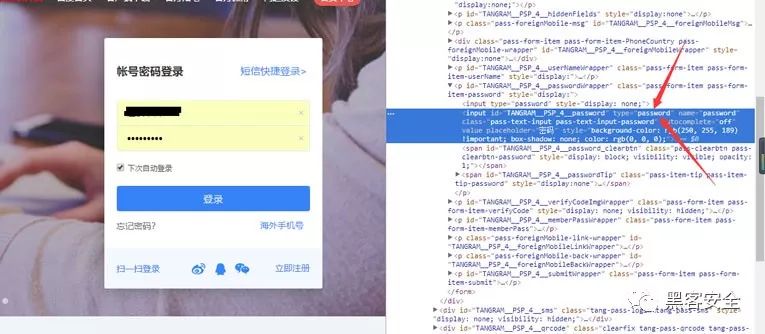 帐号密码登录
短信快捷登录>
•••••••••
下次自动登录
登录
忘记密码?
海外手机号
扫一扫登录
立即注册
display:none">…</p>
▶<p id="TANGRAM__PSP_4__hiddenFields" style="display:none">…</p>
▶<p class="pass-foreignMobile-msg" id="TANGRAM__PSP_4__foreignMobileMsg">
…</p>
▶<div class="pass-form-item pass-form-item-PhoneCountry pass-
foreignMobile-wrapper" id="TANGRAM__PSP_4__foreignMobileWrapper" style=
"display:none">…</div>
▶<p id="TANGRAM__PSP_4__userNameWrapper" class="pass-form-item pass-form-
item-userName" style="display:">…</p>
▼<p id="TANGRAM__PSP_4__passwordWrapper" class="pass-form-item pass-form-
item-password" style="display:">
<input type="password" style="display: none;">
<input id="TANGRAM__PSP_4__password" type="password" name="password"
class="pass-text-input pass-text-input-password" autocomplete="off"
value placeholder="密码" style="background-color: rgb(250, 255, 189)
!important; box-shadow: none; color: rgb(0, 0, 0);"> == $0
<span id="TANGRAM__PSP_4__password_clearbtn" class="pass-clearbtn pass-
clearbtn-password" style="display: block; visibility: visible; opacity:
1;"></span>
▶<span id="TANGRAM__PSP_4__passwordTip" class="pass-item-tip pass-item-
tip-password" style="display:none">…</span>
</p>
▶<p id="TANGRAM__PSP_4__verifyCodeImgWrapper" class="pass-form-item pass-
form-item-verifyCode" style="display: none; visibility: hidden;">…</p>
▶<p id="TANGRAM__PSP_4__memberPassWrapper" class="pass-form-item pass-
form-item-memberPass">…</p>
▶<p class="pass-foreignMobile-link-wrapper" id=
"TANGRAM__PSP_4__foreignMobileLinkWrapper">…</p>
▶<p class="pass-foreignMobile-back-wrapper" id=
"TANGRAM__PSP_4__foreignMobileBackWrapper">…</p>
▶<p id="TANGRAM__PSP_4__submitWrapper" class="pass-form-item pass-form-
item-submit">…</p>
</form>
</div>
▶<div id="TANGRAM__PSP_4__sms" class="tang-pass-login tang-pass-sms" style=
"display: none; visibility: hidden;">…</div>
▶<div id="TANGRAM__PSP_4__qrcode" class="clearfix tang-pass-qrcode tang-
黑客安全